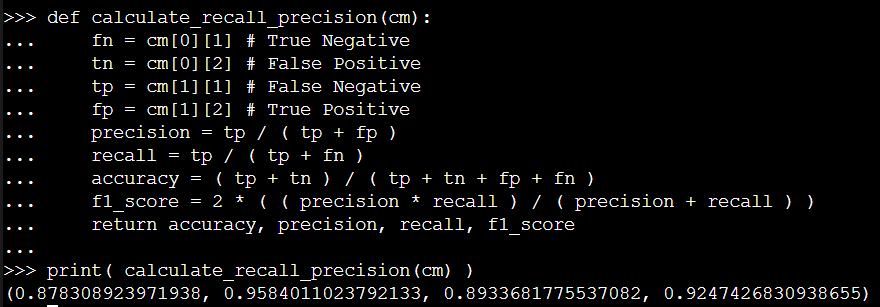 >>> def calculate_recall_precision(cm):
...     fn = cm[0][1] # True Negative
...     tn = cm[0][2] # False Positive
...     tp = cm[1][1] # False Negative
...     fp = cm[1][2] # True Positive
...     precision = tp / ( tp + fp )
...     recall = tp / ( tp + fn )
...     accuracy = ( tp + tn ) / ( tp + tn + fp + fn )
...     f1_score = 2 * ( ( precision * recall ) / ( precision + recall ) )
...     return accuracy, precision, recall, f1_score
...
>>> print( calculate_recall_precision(cm) )
(0.878308923971938, 0.9584011023792133, 0.8933681775537082, 0.9247426830938655)